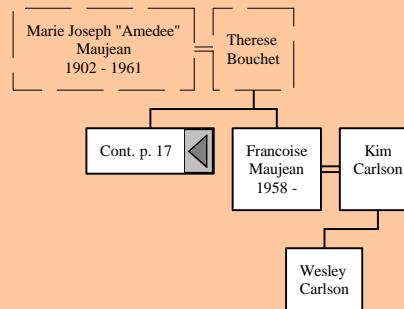 Marie Joseph "Amedee"
Maujean
1902 - 1961
Therese
Bouchet
Cont. p. 17
Francoise
Maujean
1958 -
Kim
Carlson
Wesley
Carlson